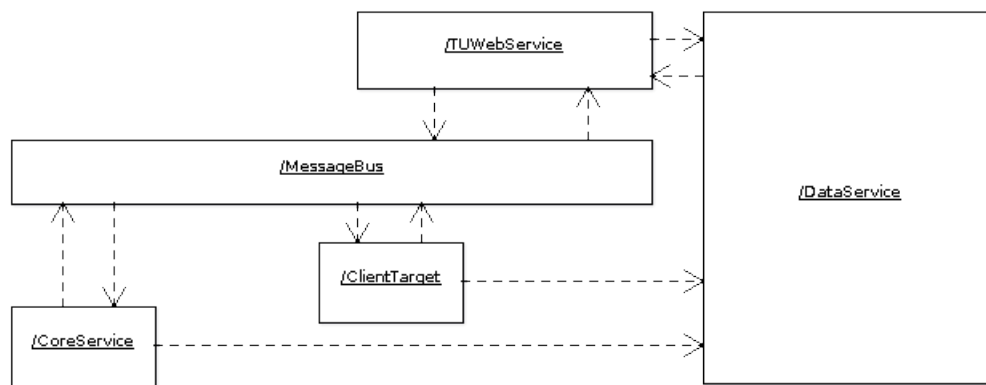 /TUWebService
/MessageBus
/DataService
/ClientTarget
/CoreService